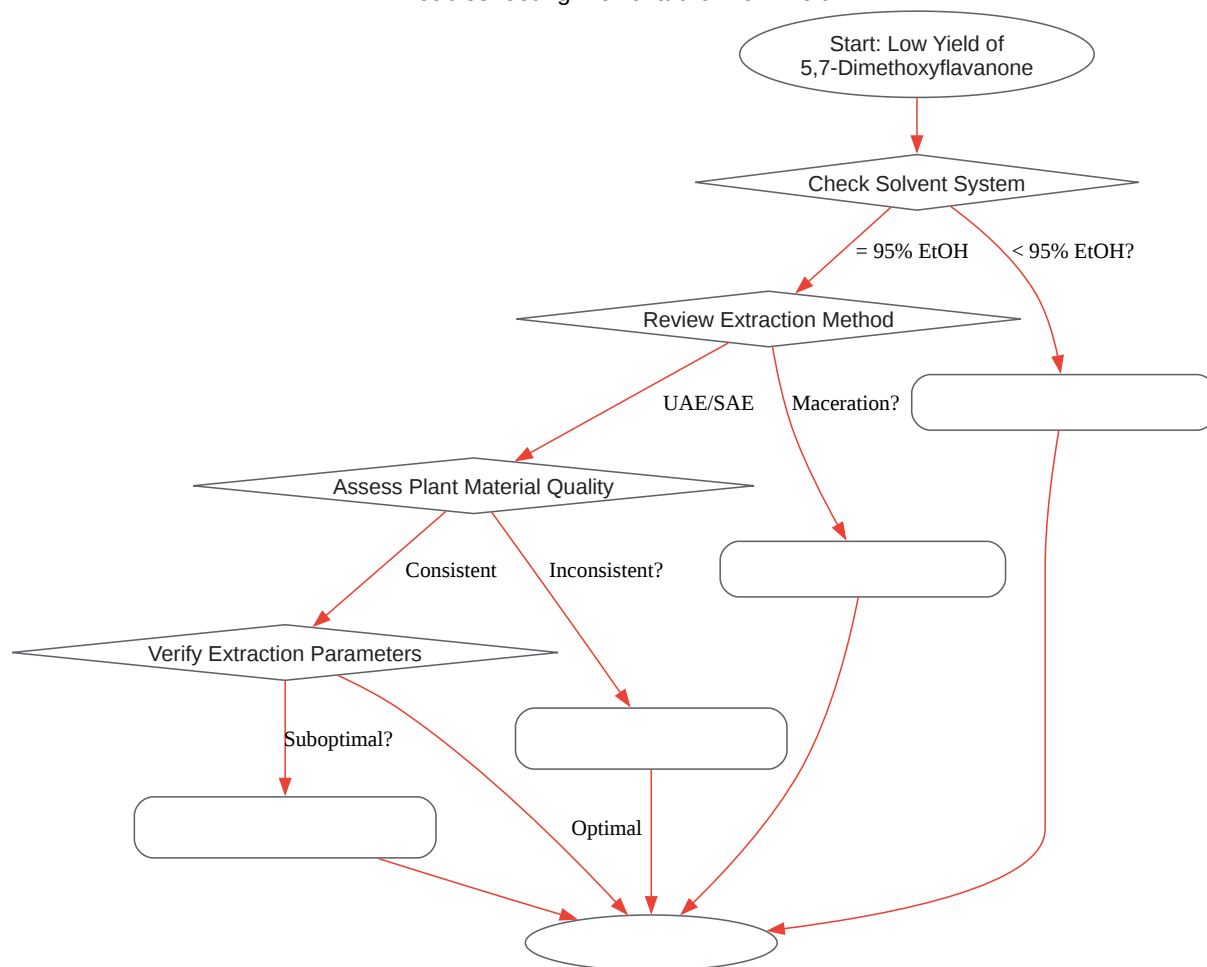 Start: Low Yield of
5,7-Dimethoxyflavanone
Check Solvent System
= 95% EtOH
< 95% EtOH?
Review Extraction Method
UAE/SAE
Maceration?
Assess Plant Material Quality
Consistent
Inconsistent?
Verify Extraction Parameters
Suboptimal?
Optimal